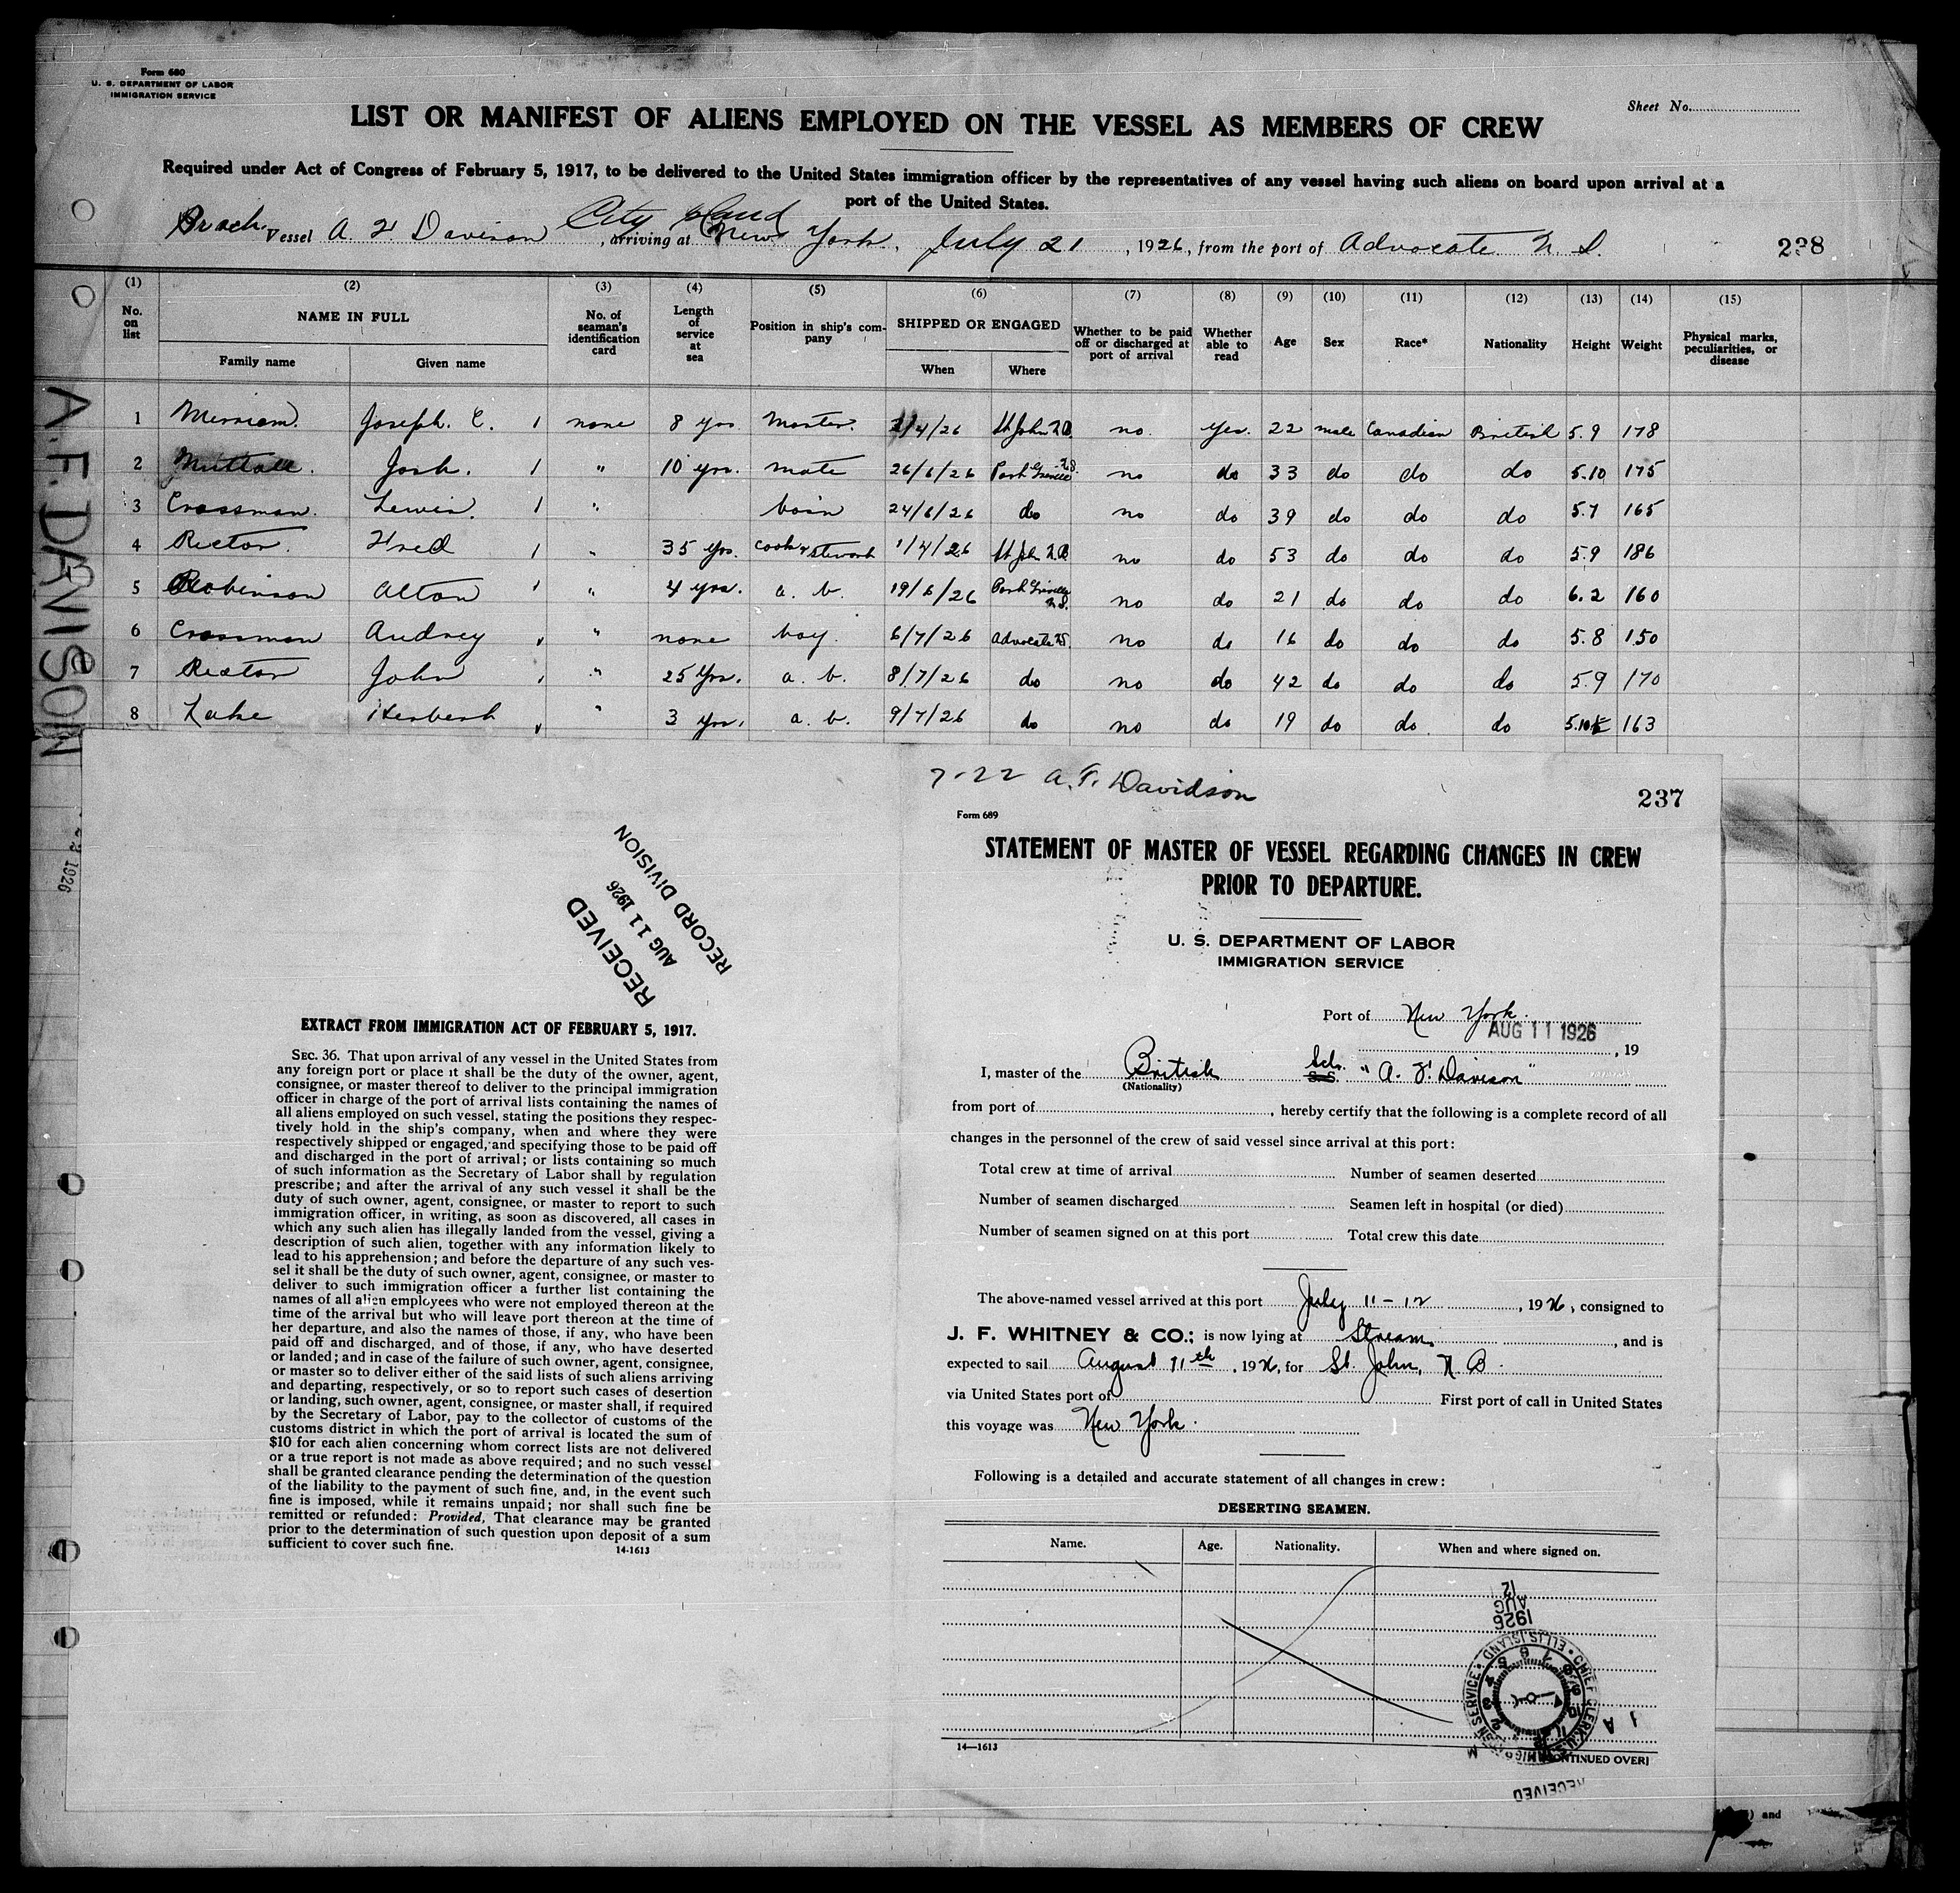 Form 680
U. S. DEPARTMENT OF LABOR
IMMIGRATION SERVICE
Sheet No.
LIST OR MANIFEST OF ALIENS EMPLOYED ON THE VESSEL AS MEMBERS OF CREW
Required under Act of Congress of February 5, 1917, to be delivered to the United States immigration officer by the representatives of any vessel having such aliens on board upon arrival at a
port of the United States.
City Island
Vessel A F. Davison, arriving at New York, July 21, 1926, from the port of Advocate N. S.
238
(1) (2) (3) (4) (5) (6) (7) (8) (9) (10) (11) (12) (13) (14) (15)
No. on list NAME IN FULL No. of seaman's identification card Length of service at sea Position in ship's company SHIPPED OR ENGAGED Whether to be paid off or discharged at port of arrival Whether able to read Age Sex Race* Nationality Height Weight Physical marks, peculiarities, or disease
Family name Given name When Where
1 Merriam Joseph. C. 1 none 8 yrs. Master /4/26 St John N.B. no. yes. 22 male Canadian British 5.9 178
2 Josh. 1 " 10 yrs. mate 26/6/26 Port Greville N.S. no do 33 do do do 5.10 175
3 Crossman. Lewis. 1 " bosn 24/6/26 do no do 39 do do do 5.7 165
4 Rector. Fred 1 " 35 yrs. Cook & steward 1/4/26 St John N.B no do 53 do do do 5.9 186
5 Robinson Alton 1 " 4 yrs. a. b. 19/6/26 Port Greville N.S. no do 21 do do do 6.2 160
6 Crossman Audrey " none boy. 6/7/26 Advocate N.S. no do 16 do do do 5.8 150
7 Rector John " 25 yrs. a. b. 8/7/26 do no do 42 do do do 5.9 170
8 Lake Herbert " 3 yrs. a. b. 9/7/26 do no do 19 do do do 5.10½ 163
A. F. DAVISON
1926
7-22 A. F. Davidson
237
Form 689
STATEMENT OF MASTER OF VESSEL REGARDING CHANGES IN CREW
PRIOR TO DEPARTURE.
U. S. DEPARTMENT OF LABOR
IMMIGRATION SERVICE
Port of New York.
AUG 11 1926
, 19
I, master of the British Sch. S.S. "A. F. Davison"
(Nationality)
from port of, hereby certify that the following is a complete record of all
changes in the personnel of the crew of said vessel since arrival at this port:
Total crew at time of arrival Number of seamen deserted
Number of seamen discharged Seamen left in hospital (or died)
Number of seamen signed on at this port Total crew this date
The above-named vessel arrived at this port July 11-12, 1926, consigned to
J. F. WHITNEY & CO.; is now lying at Stream, and is
expected to sail August 11th, 1926, for St. John, N B.
via United States port of First port of call in United States
this voyage was New York.
Following is a detailed and accurate statement of all changes in crew:
DESERTING SEAMEN.
Name. Age. Nationality. When and where signed on.
12
AUG
1926
CHIEF CLERK U.S. IMMIGRATION SERVICE ELLIS ISLAND
14—1613
(CONTINUED OVER)
RECEIVED
RECEIVED
AUG 11 1926
RECORD DIVISION
EXTRACT FROM IMMIGRATION ACT OF FEBRUARY 5, 1917.
SEC. 36. That upon arrival of any vessel in the United States from
any foreign port or place it shall be the duty of the owner, agent,
consignee, or master thereof to deliver to the principal immigration
officer in charge of the port of arrival lists containing the names of
all aliens employed on such vessel, stating the positions they respec-
tively hold in the ship's company, when and where they were
respectively shipped or engaged, and specifying those to be paid off
and discharged in the port of arrival; or lists containing so much
of such information as the Secretary of Labor shall by regulation
prescribe; and after the arrival of any such vessel it shall be the
duty of such owner, agent, consignee, or master to report to such
immigration officer, in writing, as soon as discovered, all cases in
which any such alien has illegally landed from the vessel, giving a
description of such alien, together with any information likely to
lead to his apprehension; and before the departure of any such ves-
sel it shall be the duty of such owner, agent, consignee, or master to
deliver to such immigration officer a further list containing the
names of all alien employees who were not employed thereon at the
time of the arrival but who will leave port thereon at the time of
her departure, and also the names of those, if any, who have been
paid off and discharged, and of those, if any, who have deserted
or landed; and in case of the failure of such owner, agent, consignee,
or master so to deliver either of the said lists of such aliens arriving
and departing, respectively, or so to report such cases of desertion
or landing, such owner, agent, consignee, or master shall, if required
by the Secretary of Labor, pay to the collector of customs of the
customs district in which the port of arrival is located the sum of
$10 for each alien concerning whom correct lists are not delivered
or a true report is not made as above required; and no such vessel
shall be granted clearance pending the determination of the question
of the liability to the payment of such fine, and, in the event such
fine is imposed, while it remains unpaid; nor shall such fine be
remitted or refunded: Provided, That clearance may be granted
prior to the determination of such question upon deposit of a sum
sufficient to cover such fine.
14-1613
and